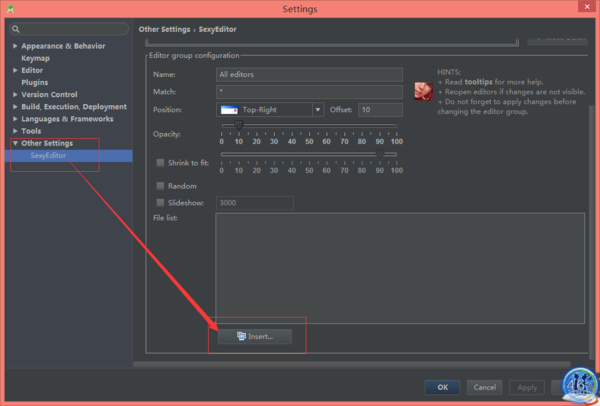 Settings
Other Settings › SexyEditor
Appearance & Behavior
Keymap
Editor
Plugins
Version Control
Build, Execution, Deployment
Languages & Frameworks
Tools
Other Settings
SexyEditor
Editor group configuration
Name: All editors
Match: *
Position: Top-Right Offset: 10
Opacity:
0 10 20 30 40 50 60 70 80 90 100
Shrink to fit:
0 10 20 30 40 50 60 70 80 90 100
Random
Slideshow: 3000
File list:
Insert...
HINTS:
+ Read tooltips for more help.
+ Reopen editors if changes are not visible.
+ Do not forget to apply changes before
changing the editor group.
OK Cancel Apply